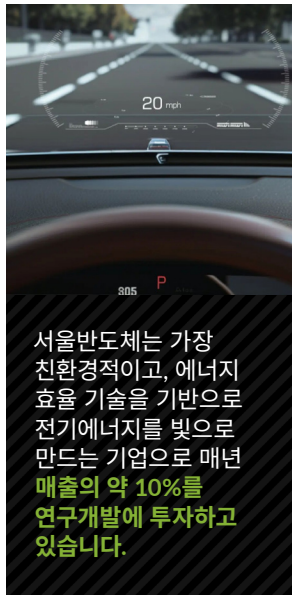 20 mph
305
P
서울반도체는 가장
친환경적이고, 에너지
효율 기술을 기반으로
전기에너지를 빛으로
만드는 기업으로 매년
매출의 약 10%를
연구개발에 투자하고
있습니다.